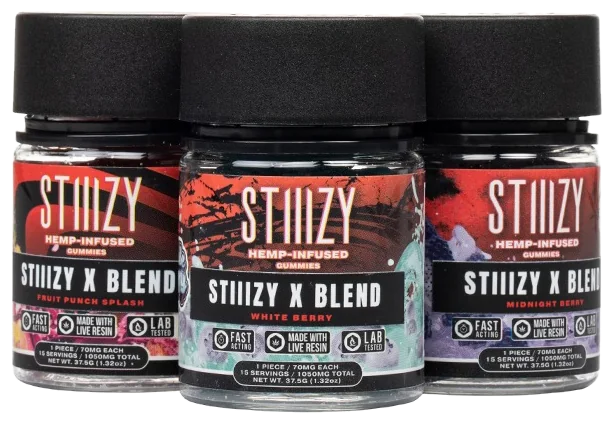 STIIIZY
HEMP-INFUSED
GUMMIES
STIIIZY X BLEND
FRUIT PUNCH SPLASH
FAST
ACTING
MADE WITH
LIVE RESIN
LAB
TESTED
1 PIECE / 70MG EACH
15 SERVINGS / 1050MG TOTAL
NET WT. 37.5G (1.32oz)
STIIIZY
HEMP-INFUSED
GUMMIES
STIIIZY X BLEND
WHITE BERRY
FAST
ACTING
MADE WITH
LIVE RESIN
LAB
TESTED
1 PIECE / 70MG EACH
15 SERVINGS / 1050MG TOTAL
NET WT. 37.5G (1.32oz)
STIIIZY
HEMP-INFUSED
GUMMIES
STIIIZY X BLEND
MIDNIGHT BERRY
FAST
ACTING
MADE WITH
LIVE RESIN
LAB
1 PIECE / 70MG EACH
15 SERVINGS / 1050MG TOTAL
NET WT. 37.5G (1.32oz)